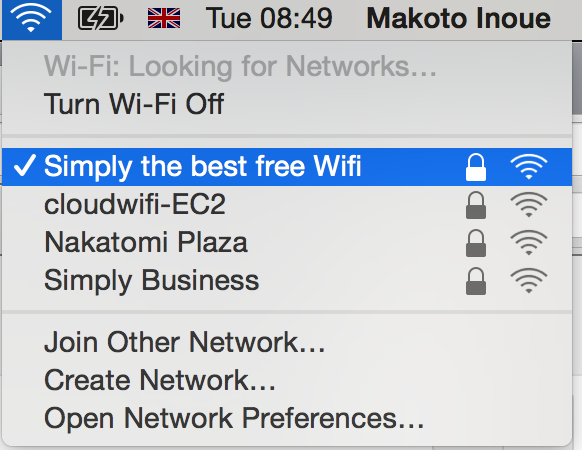 Tue 08:49 Makoto Inoue
Wi-Fi: Looking for Networks…
Turn Wi-Fi Off
Simply the best free Wifi
cloudwifi-EC2
Nakatomi Plaza
Simply Business
Join Other Network…
Create Network…
Open Network Preferences…